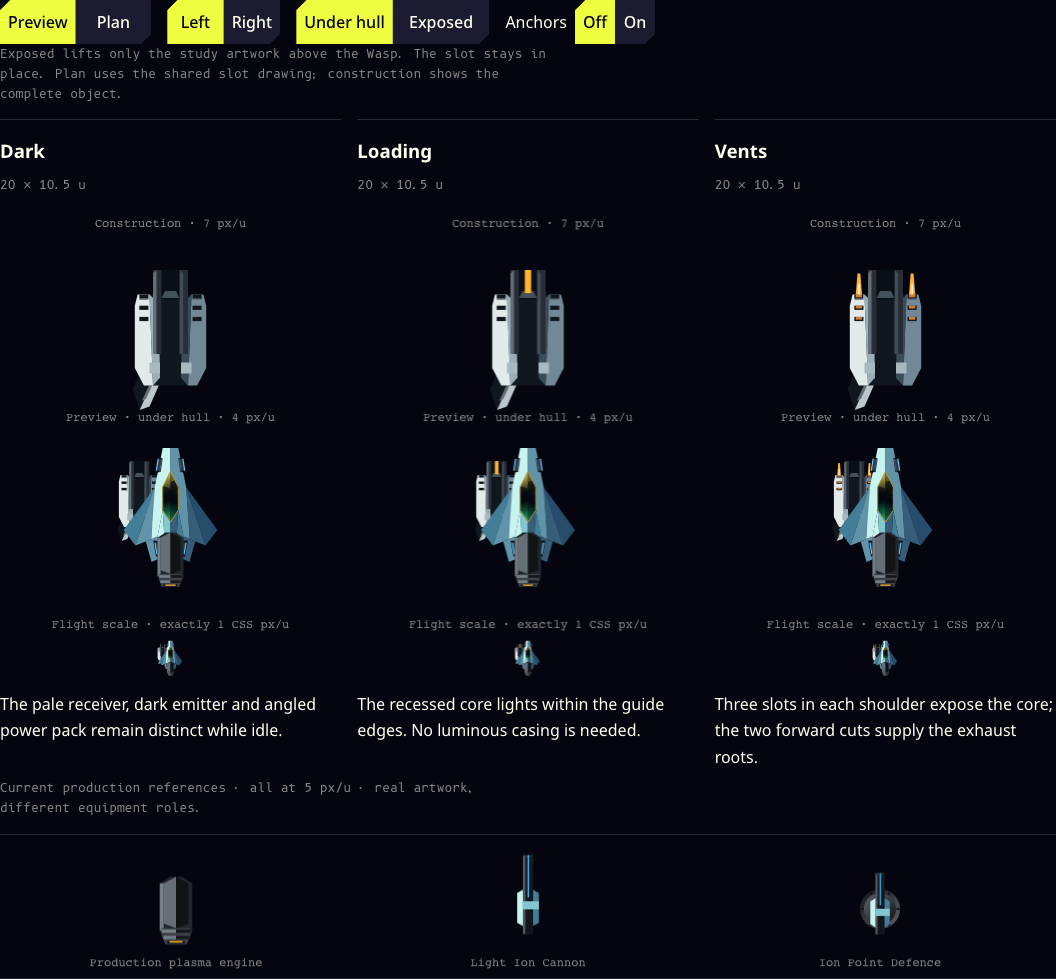 Preview Plan Left Right Under hull Exposed Anchors Off On
Exposed lifts only the study artwork above the Wasp. The slot stays in
place. Plan uses the shared slot drawing; construction shows the
complete object.
Dark Loading Vents
20 × 10.5 u 20 × 10.5 u 20 × 10.5 u
Construction · 7 px/u Construction · 7 px/u Construction · 7 px/u
Preview · under hull · 4 px/u Preview · under hull · 4 px/u Preview · under hull · 4 px/u
Flight scale · exactly 1 CSS px/u Flight scale · exactly 1 CSS px/u Flight scale · exactly 1 CSS px/u
The pale receiver, dark emitter and angled
power pack remain distinct while idle.
The recessed core lights within the guide
edges. No luminous casing is needed.
Three slots in each shoulder expose the core;
the two forward cuts supply the exhaust
roots.
Current production references · all at 5 px/u · real artwork,
different equipment roles.
Production plasma engine Light Ion Cannon Ion Point Defence